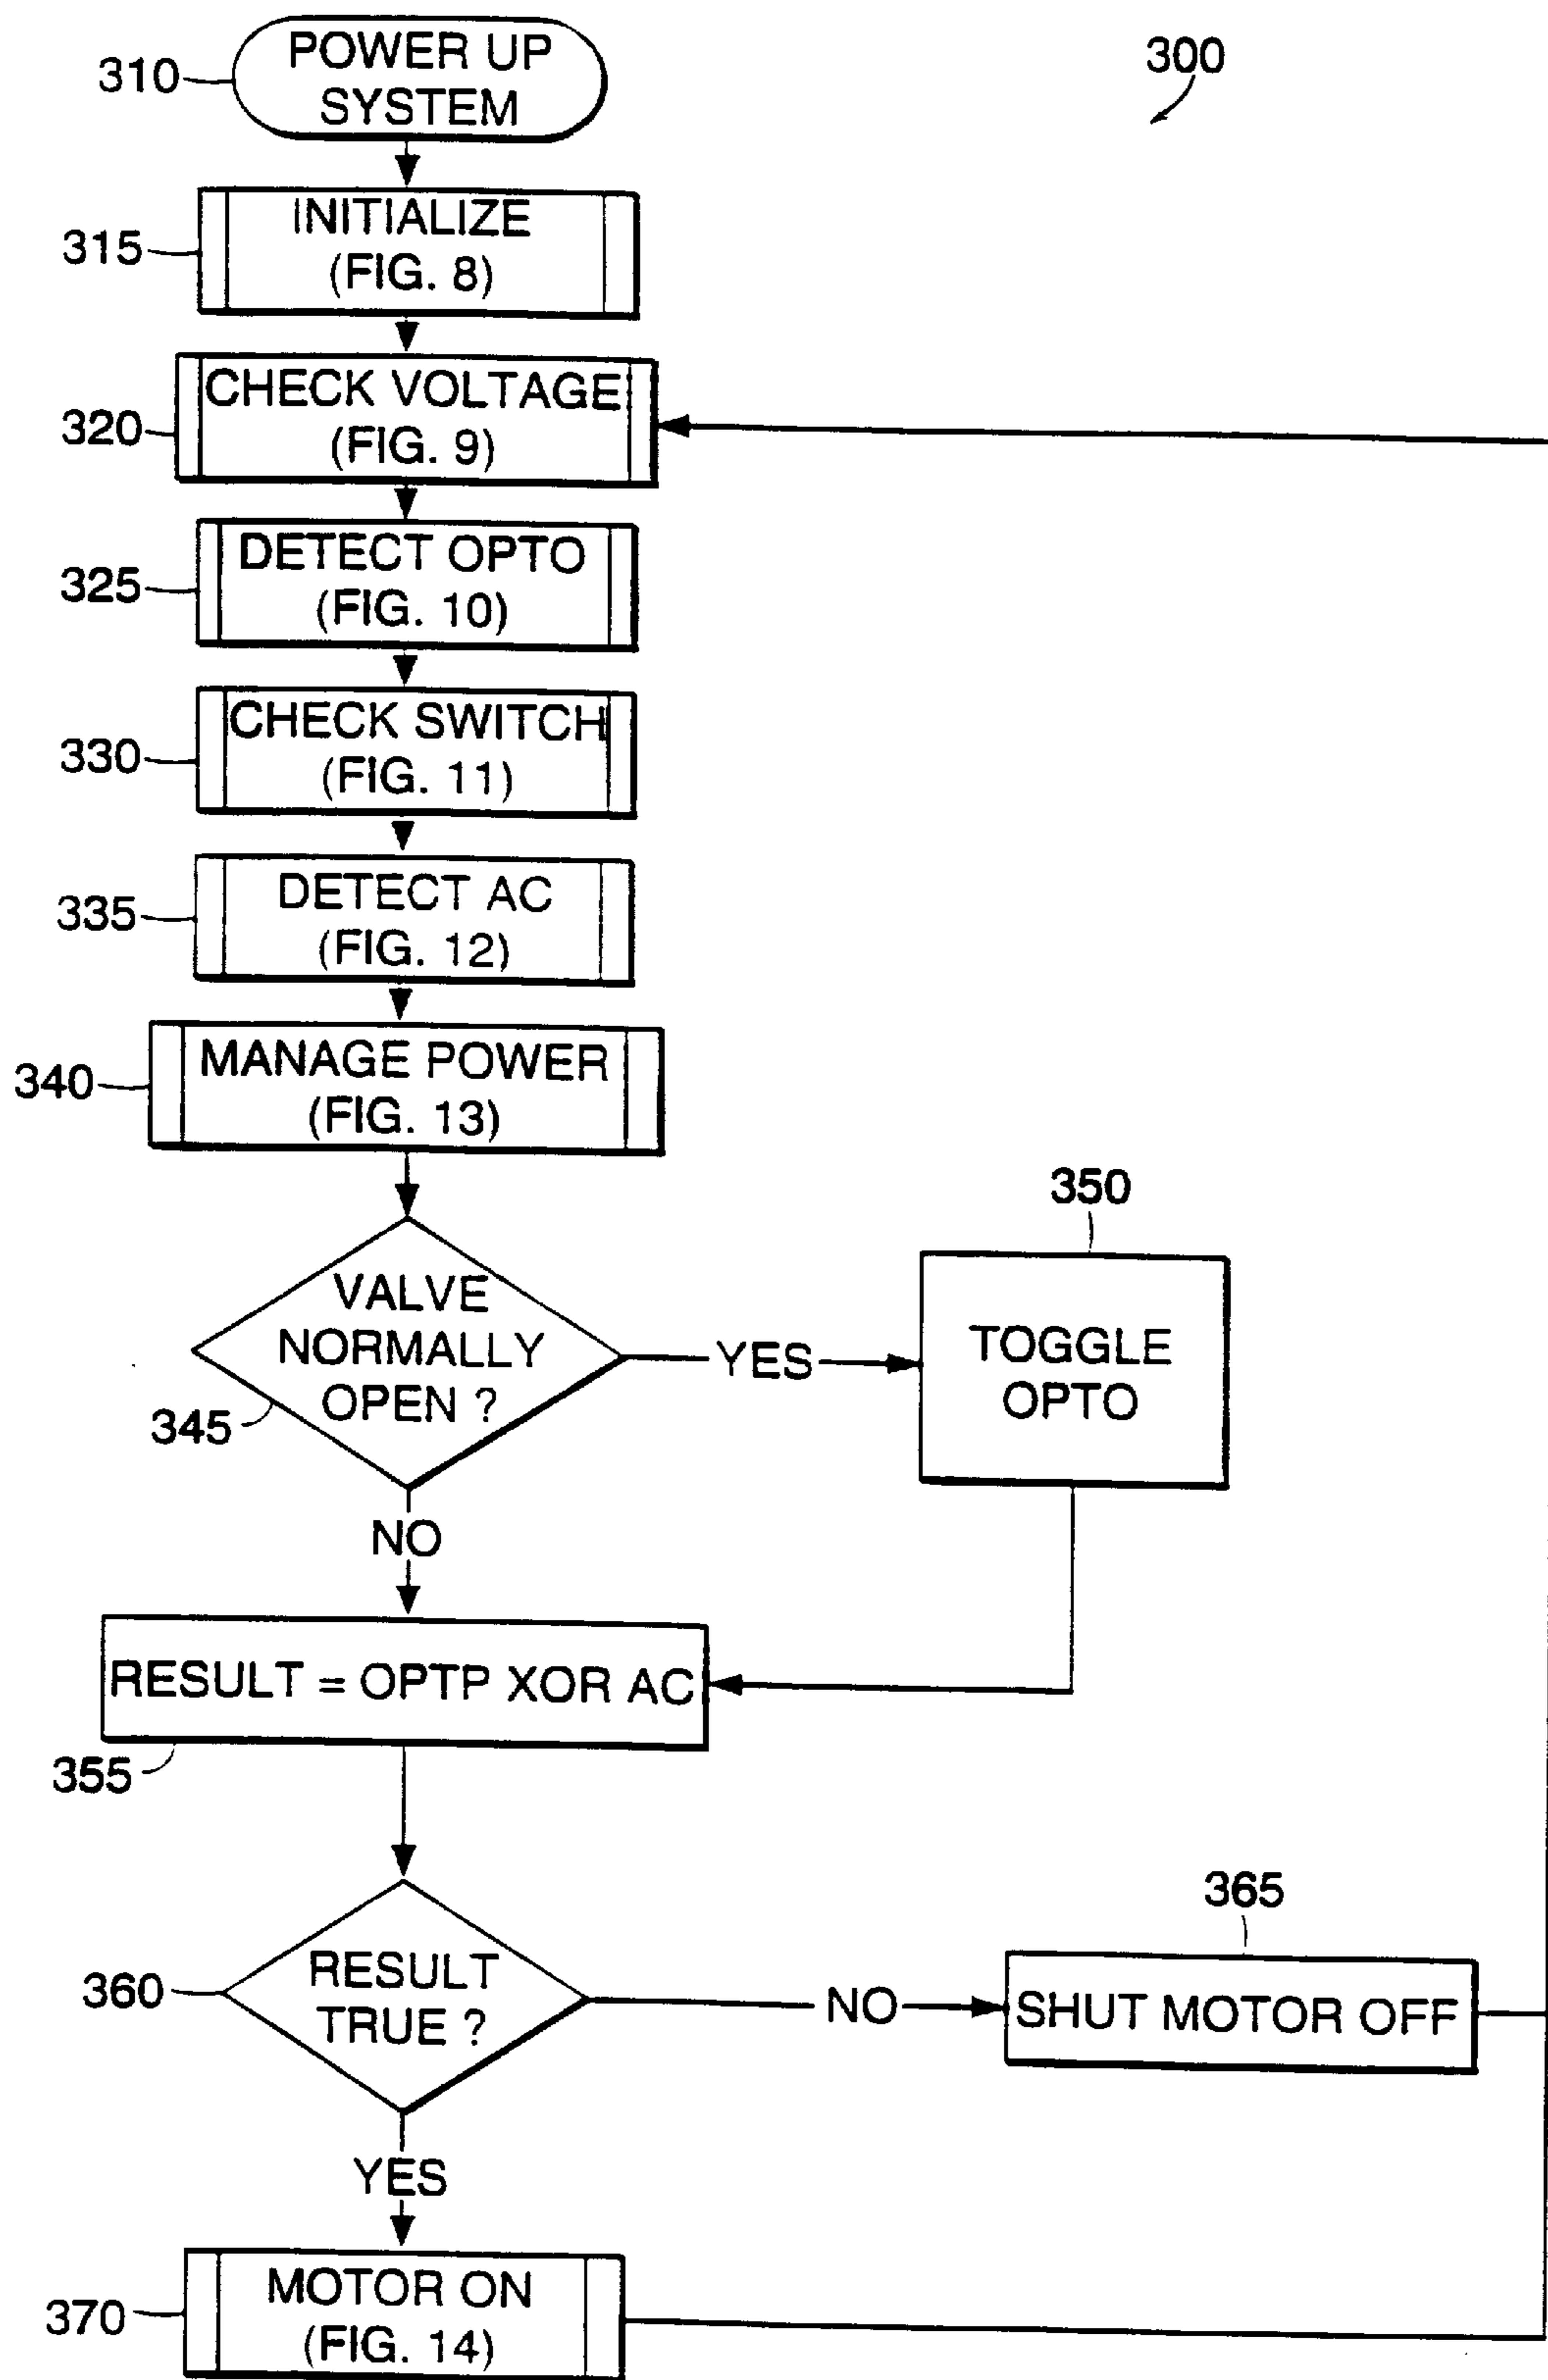 POWER UP
SYSTEM
310
300
INITIALIZE
(FIG. 8)
315
CHECK VOLTAGE
(FIG. 9)
320
DETECT OPTO
(FIG. 10)
325
CHECK SWITCH
(FIG. 11)
330
DETECT AC
(FIG. 12)
335
MANAGE POWER
(FIG. 13)
340
VALVE
NORMALLY
OPEN ?
345
YES
350
TOGGLE
OPTO
NO
RESULT = OPTP XOR AC
355
RESULT
TRUE ?
360
NO
365
SHUT MOTOR OFF
YES
MOTOR ON
(FIG. 14)
370